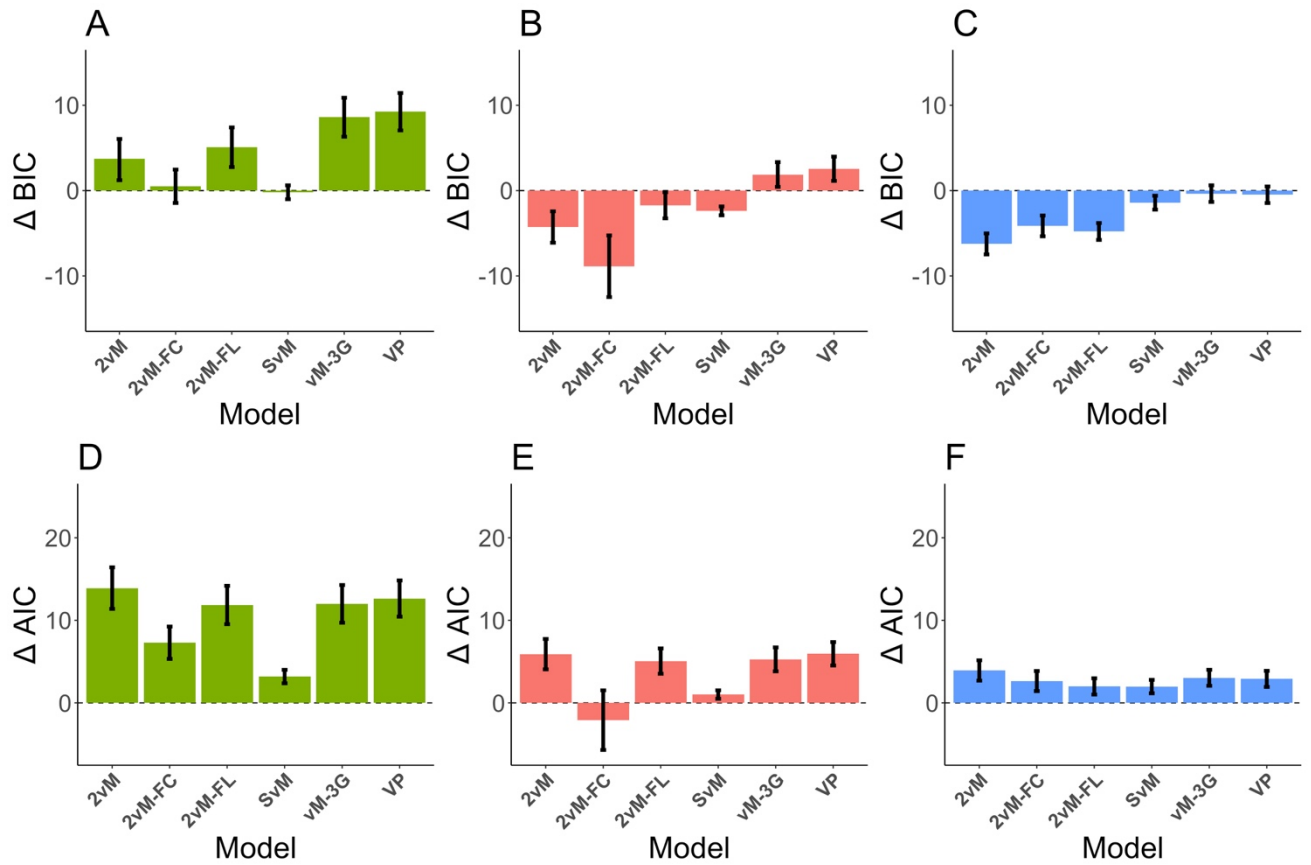 A
Δ BIC
10
0
-10
2vM
2vM-FC
2vM-FL
SvM
vM-3G
VP
Model
B
Δ BIC
10
0
-10
2vM
2vM-FC
2vM-FL
SvM
vM-3G
VP
Model
C
Δ BIC
10
0
-10
2vM
2vM-FC
2vM-FL
SvM
vM-3G
VP
Model
D
Δ AIC
20
10
0
2vM
2vM-FC
2vM-FL
SvM
vM-3G
VP
Model
E
Δ AIC
20
10
0
2vM
2vM-FC
2vM-FL
SvM
vM-3G
VP
Model
F
Δ AIC
20
10
0
2vM
2vM-FC
2vM-FL
SvM
vM-3G
VP
Model